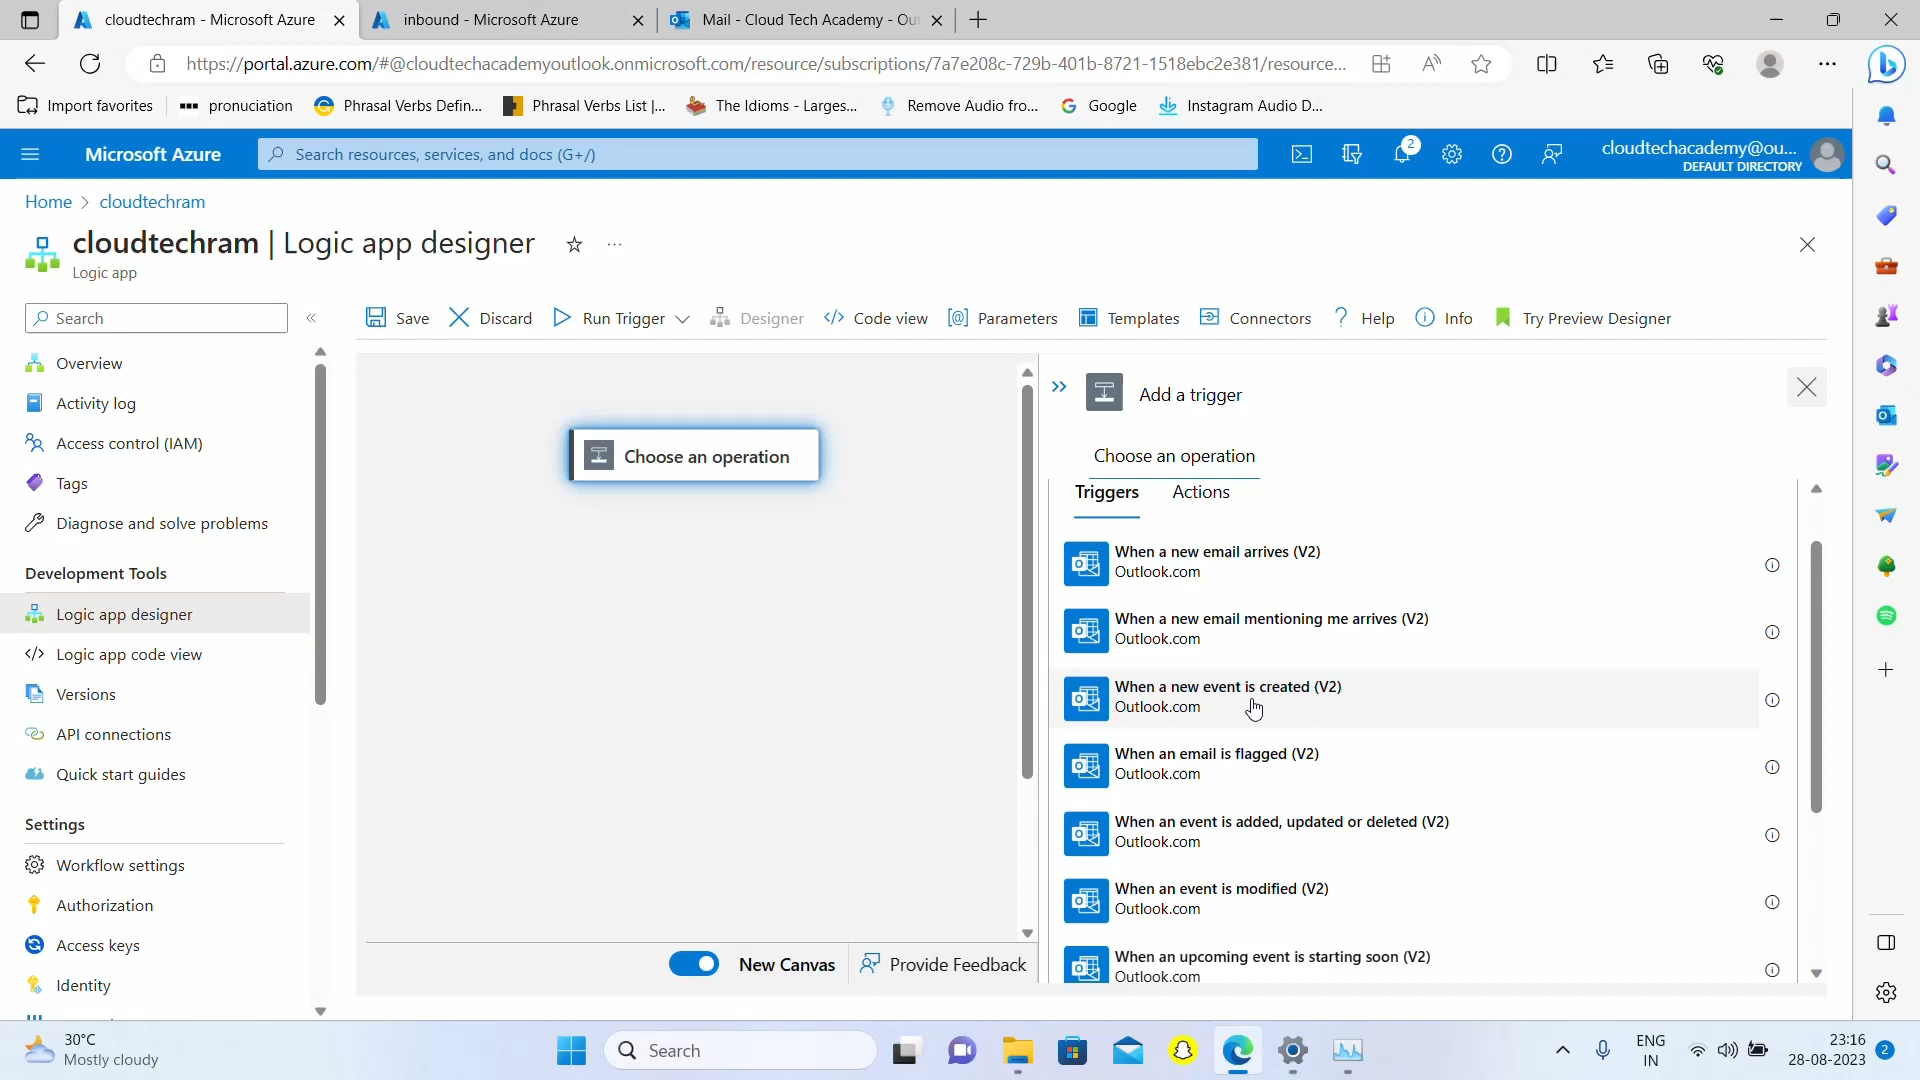 cloudtechram - Microsoft Azure
inbound - Microsoft Azure
Mail - Cloud Tech Academy - Ou
https://portal.azure.com/#@cloudtechacademyoutlook.onmicrosoft.com/resource/subscriptions/7a7e208c-729b-401b-8721-1518ebc2e381/resource...
Import favorites
pronuciation
Phrasal Verbs Defin...
Phrasal Verbs List |...
The Idioms - Larges...
Remove Audio fro...
Google
Instagram Audio D...
Microsoft Azure
Search resources, services, and docs (G+/)
2
cloudtechacademy@ou...
DEFAULT DIRECTORY
Home > cloudtechram
cloudtechram | Logic app designer
Logic app
Search
Save
Discard
Run Trigger
Designer
Code view
Parameters
Templates
Connectors
Help
Info
Try Preview Designer
Overview
Activity log
Access control (IAM)
Tags
Diagnose and solve problems
Development Tools
Logic app designer
Logic app code view
Versions
API connections
Quick start guides
Settings
Workflow settings
Authorization
Access keys
Identity
Choose an operation
New Canvas
Provide Feedback
Add a trigger
Choose an operation
Triggers
Actions
When a new email arrives (V2)
Outlook.com
When a new email mentioning me arrives (V2)
Outlook.com
When a new event is created (V2)
Outlook.com
When an email is flagged (V2)
Outlook.com
When an event is added, updated or deleted (V2)
Outlook.com
When an event is modified (V2)
Outlook.com
When an upcoming event is starting soon (V2)
Outlook.com
30°C
Mostly cloudy
Search
ENG
IN
23:16
28-08-2023
2